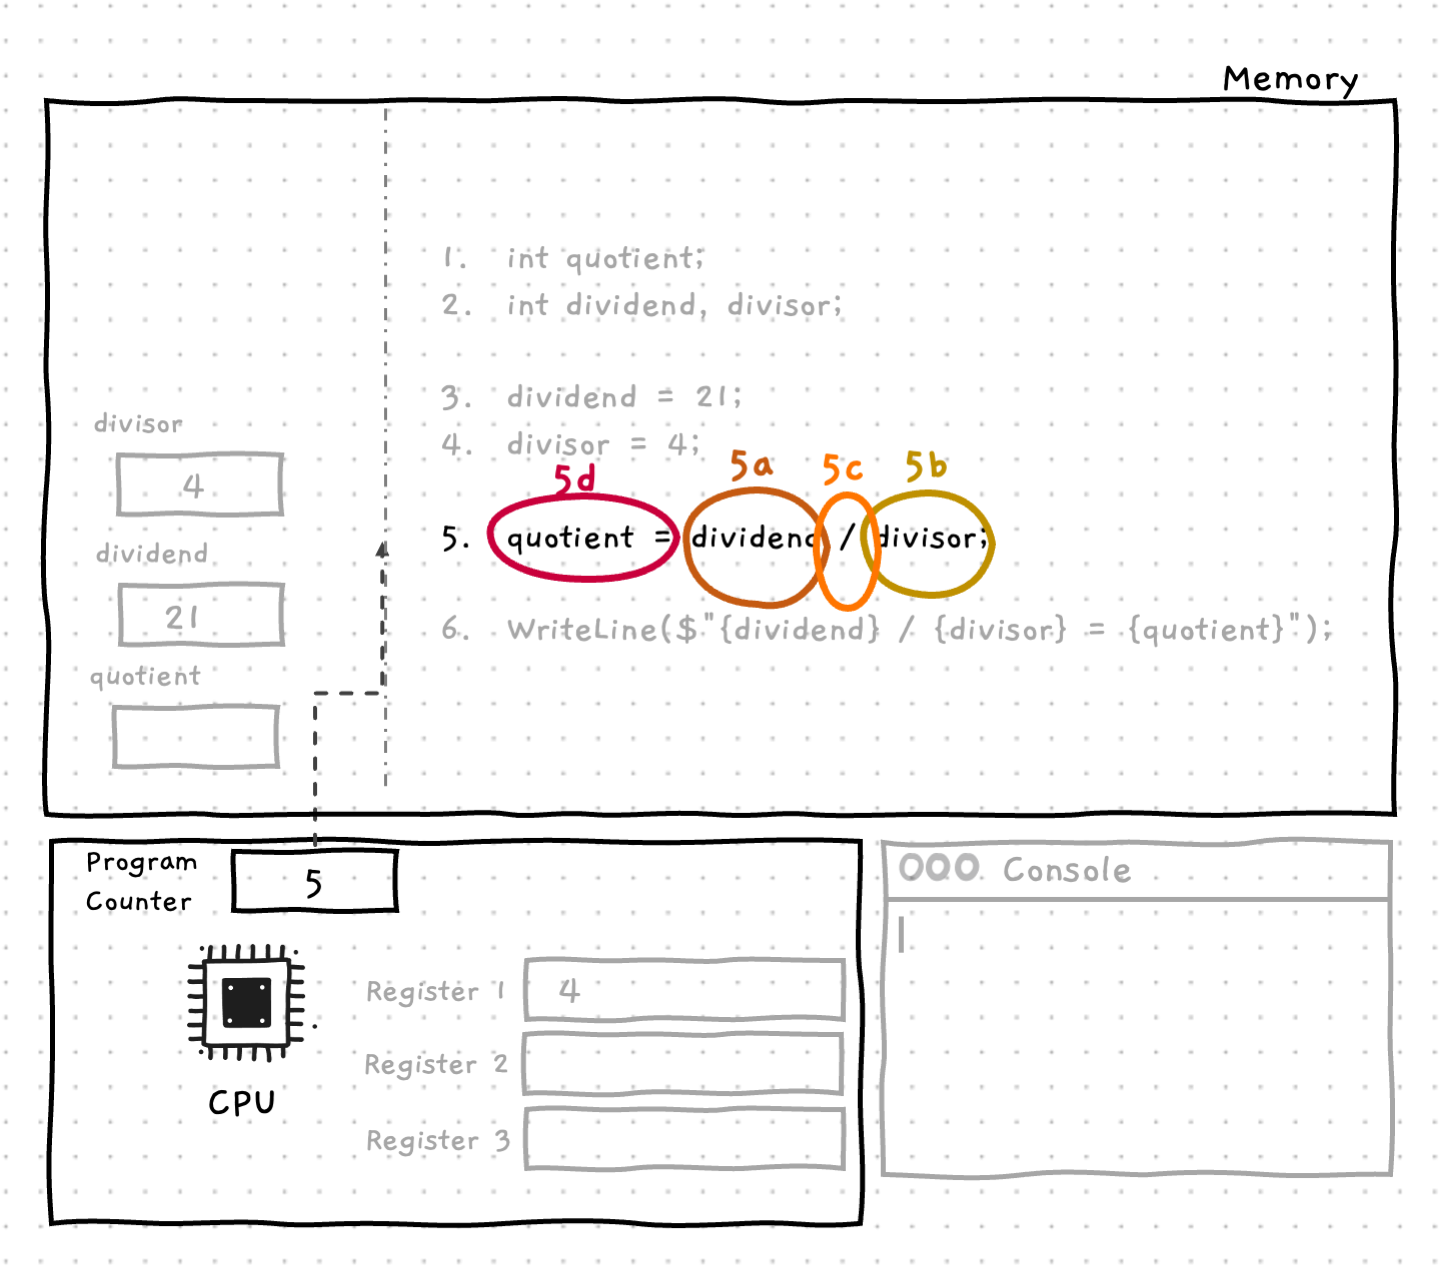 Memory
1. int quotient;
2. int dividend, divisor;
3. dividend = 21;
4. divisor = 4;
5d 5a 5c 5b
5. quotient = dividend / divisor;
6. WriteLine($"{dividend} / {divisor} = {quotient}");
divisor
4
dividend
21
quotient
Program
Counter
5
CPU
Register 1 4
Register 2
Register 3
Console